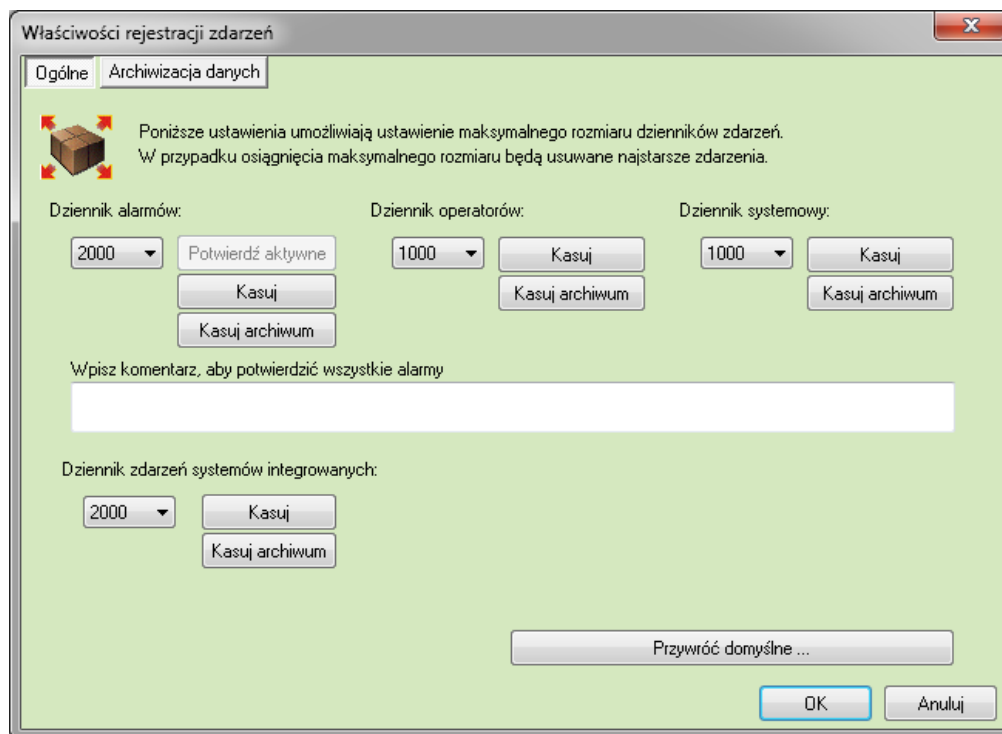 Właściwości rejestracji zdarzeń
Ogólne Archiwizacja danych
Poniższe ustawienia umożliwiają ustawienie maksymalnego rozmiaru dzienników zdarzeń.
W przypadku osiągnięcia maksymalnego rozmiaru będą usuwane najstarsze zdarzenia.
Dziennik alarmów: Dziennik operatorów: Dziennik systemowy:
2000 Potwierdź aktywne 1000 Kasuj 1000 Kasuj
Kasuj Kasuj archiwum Kasuj archiwum
Kasuj archiwum
Wpisz komentarz, aby potwierdzić wszystkie alarmy
Dziennik zdarzeń systemów integrowanych:
2000 Kasuj
Kasuj archiwum
Przywróć domyślne ...
OK Anuluj